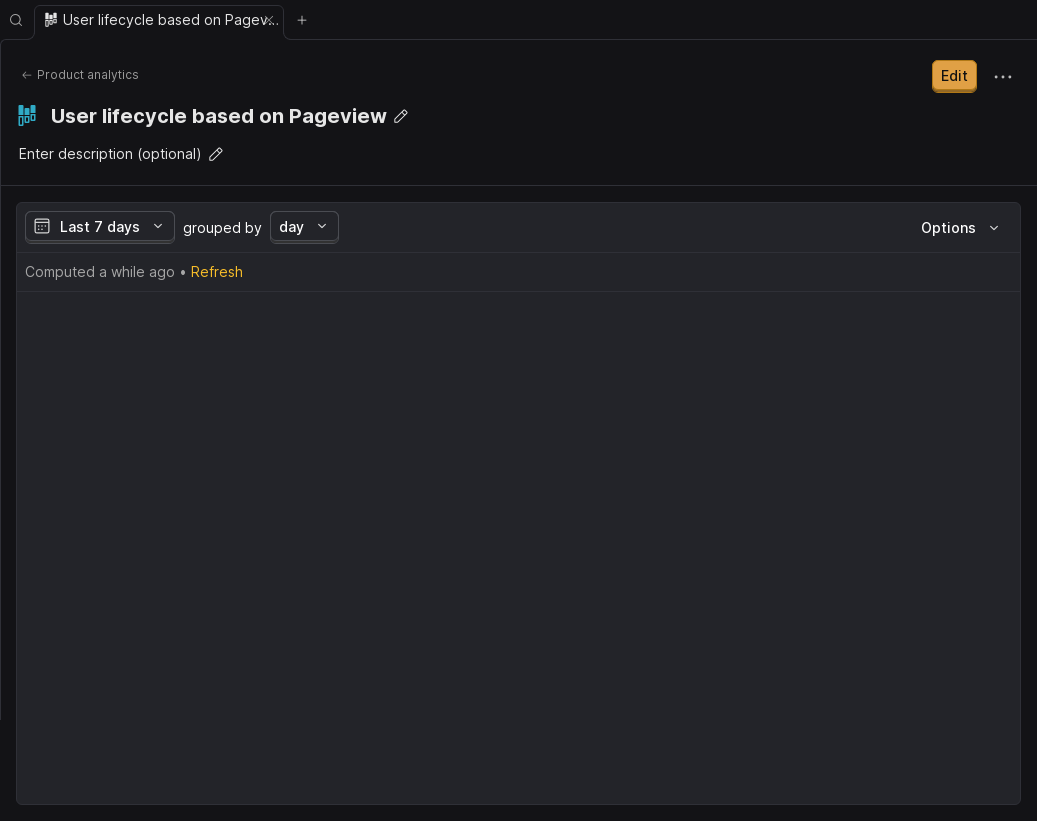 User lifecycle based on Pagev...
Product analytics
Edit
User lifecycle based on Pageview
Enter description (optional)
Last 7 days grouped by day Options
Computed a while ago • Refresh